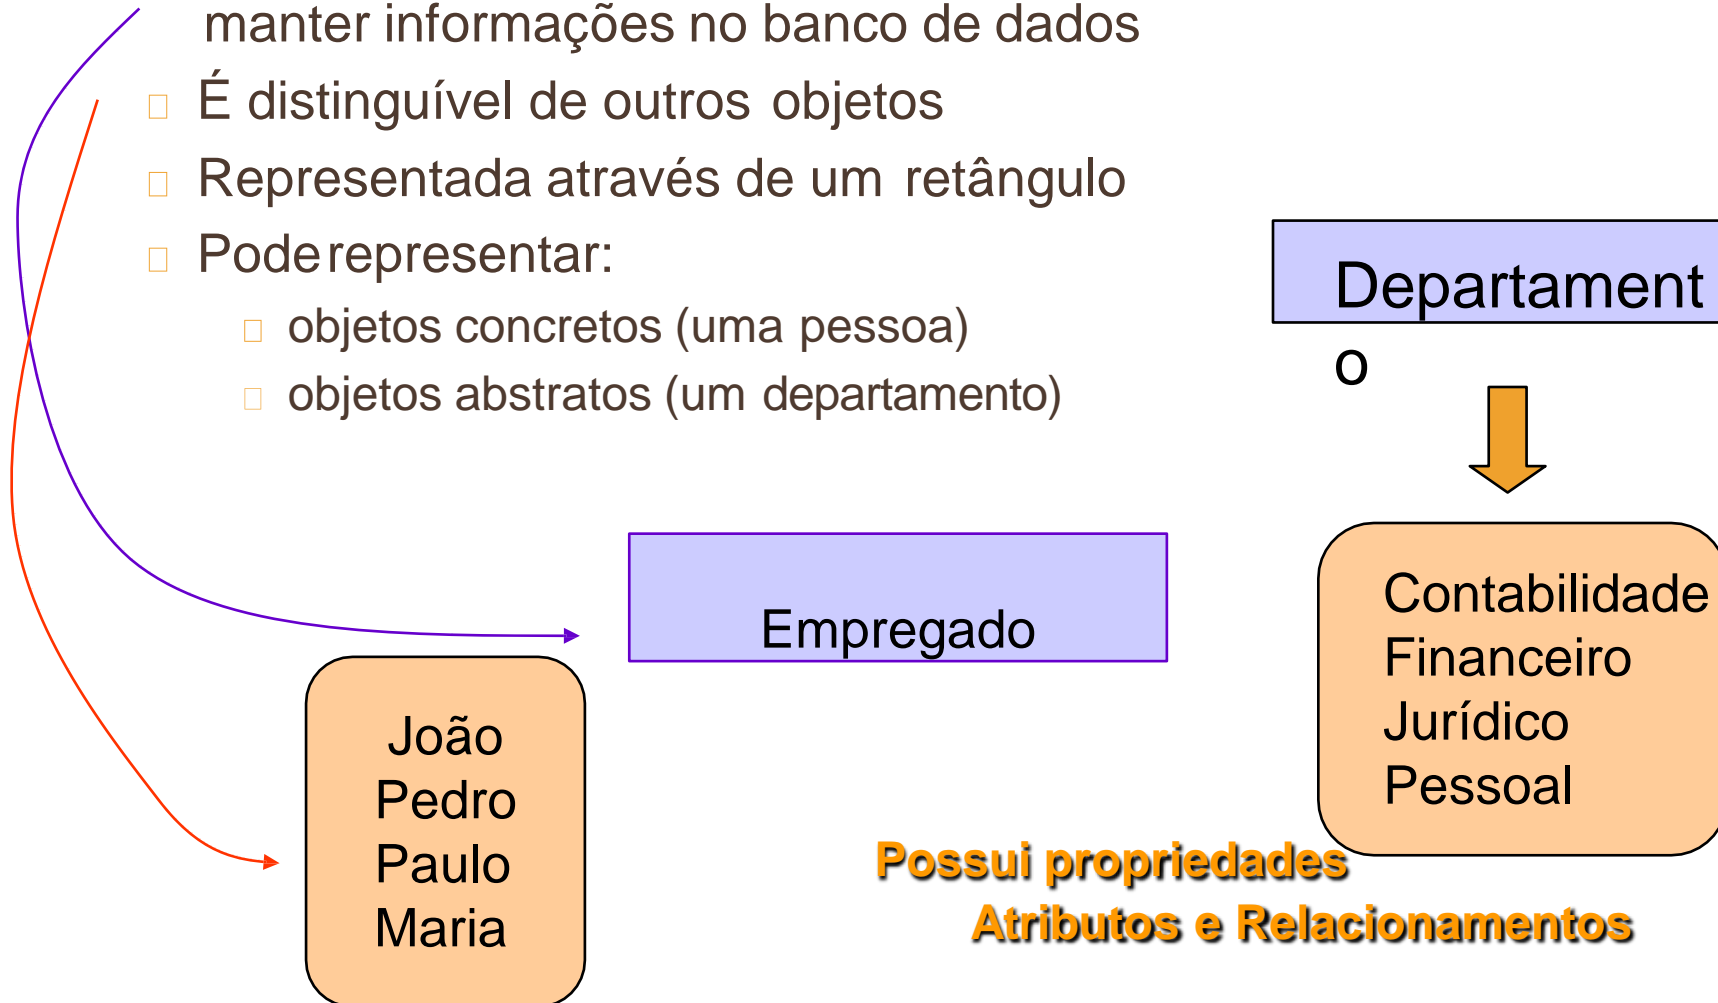 manter informações no banco de dados
É distinguível de outros objetos
Representada através de um retângulo
Pode representar:
objetos concretos (uma pessoa)
objetos abstratos (um departamento)
Departament
o
Empregado
João
Pedro
Paulo
Maria
Contabilidade
Financeiro
Jurídico
Pessoal
Possui propriedades
Atributos e Relacionamentos